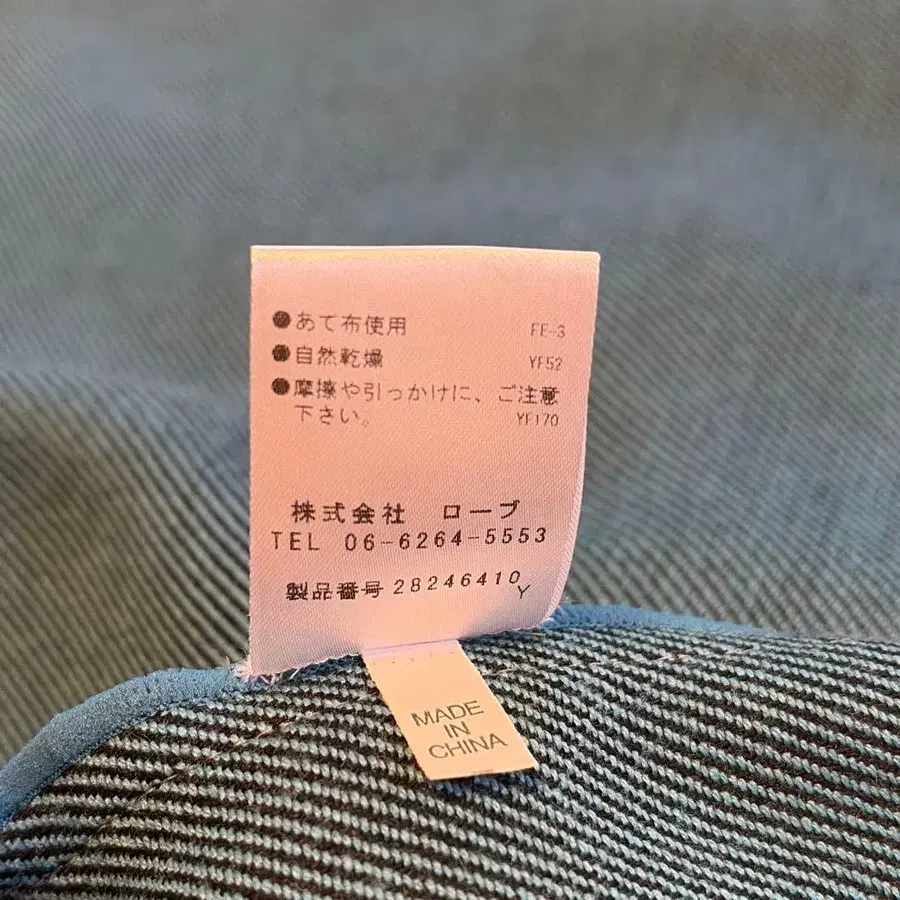 ●あて布使用 FE-3
●自然乾燥 YF52
●摩擦や引っかけに、ご注意
下さい。 YF170
株式会社 ローブ
TEL 06-6264-5553
製品番号 28246410
Y
MADE
IN
CHINA